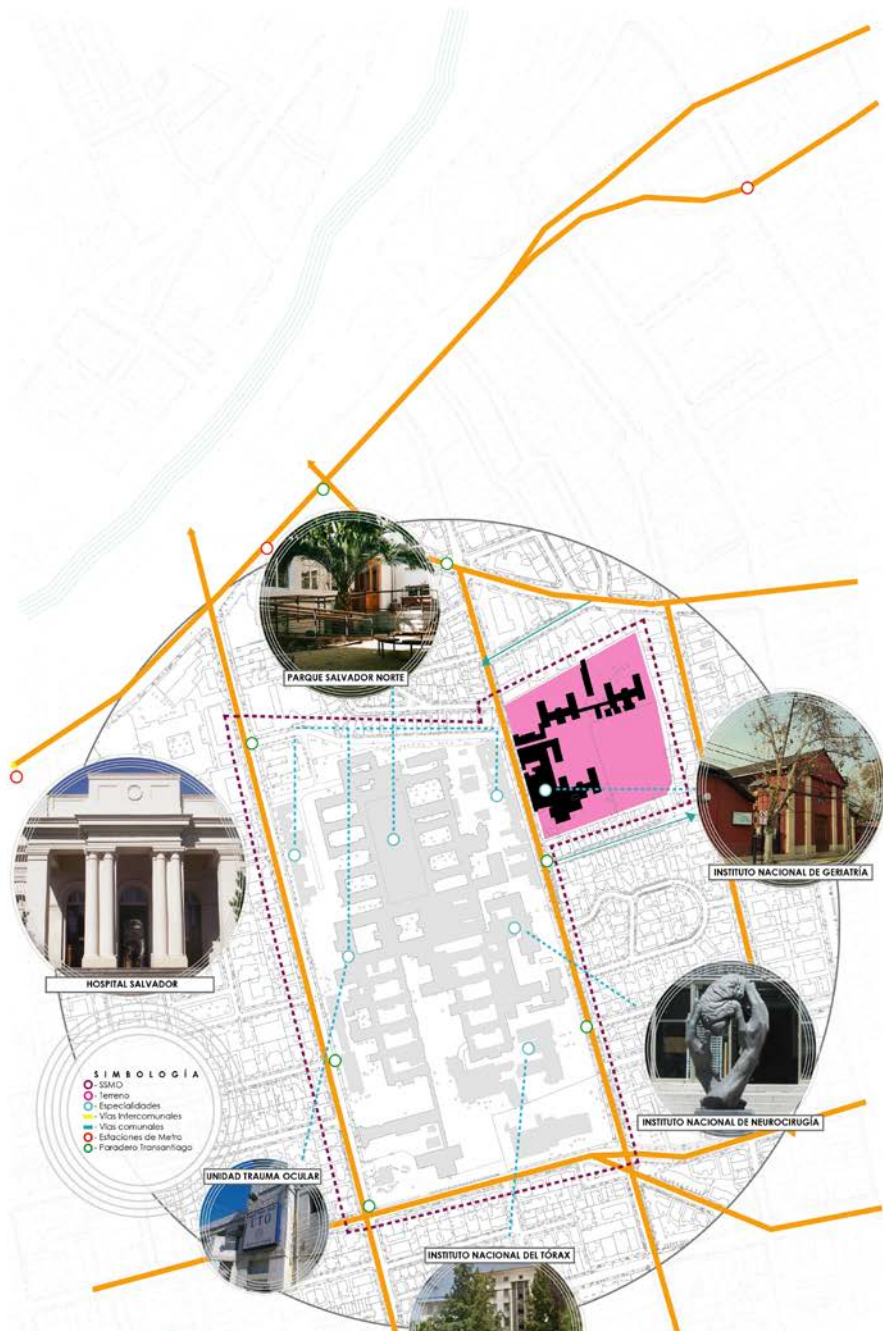 PARQUE SALVADOR NORTE
INSTITUTO NACIONAL DE GERIATRÍA
HOSPITAL SALVADOR
SIMBOLOGÍA
- SSMO
- Terreno
- Especialidades
- Vías Intercomunales
- Vías comunales
- Estaciones de Metro
- Paradero Transantiago
INSTITUTO NACIONAL DE NEUROCIRUGÍA
UNIDAD TRAUMA OCULAR
UTO
INSTITUTO NACIONAL DEL TÓRAX